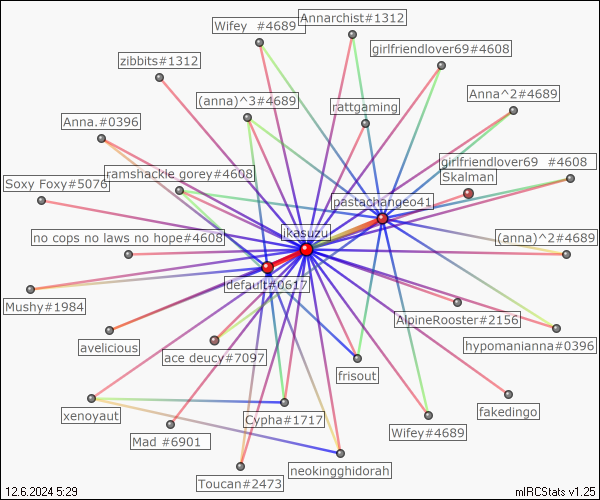 Annarchist#1312
Wifey  #4689
girlfriendlover69#4608
zibbits#1312
Anna^2#4689
(anna)^3#4689
rattgaming
Anna.#0396
girlfriendlover69  #4608
ramshackle gorey#4608
Skalman
Soxy Foxy#5076
pastachangeo41
ikasuzu
no cops no laws no hope#4608
(anna)^2#4689
default#0617
Mushy#1984
AlpineRooster#2156
avelicious
hypomanianna#0396
ace deucy#7097
frisout
xenoyaut
fakedingo
Cypha#1717
Wifey#4689
Mad #6901
neokingghidorah
Toucan#2473
12.6.2024 5:29
mIRCStats v1.25